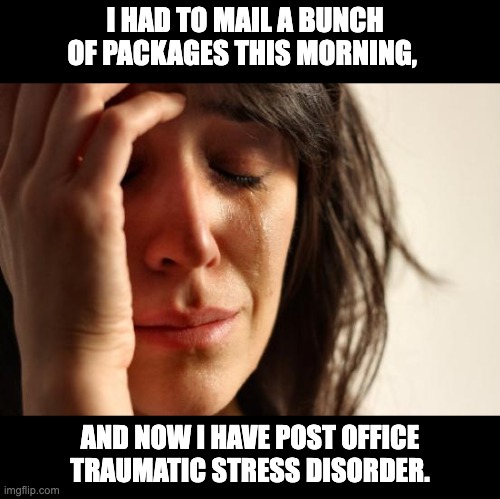 I HAD TO MAIL A BUNCH
OF PACKAGES THIS MORNING,
AND NOW I HAVE POST OFFICE
TRAUMATIC STRESS DISORDER.
imgflip.com